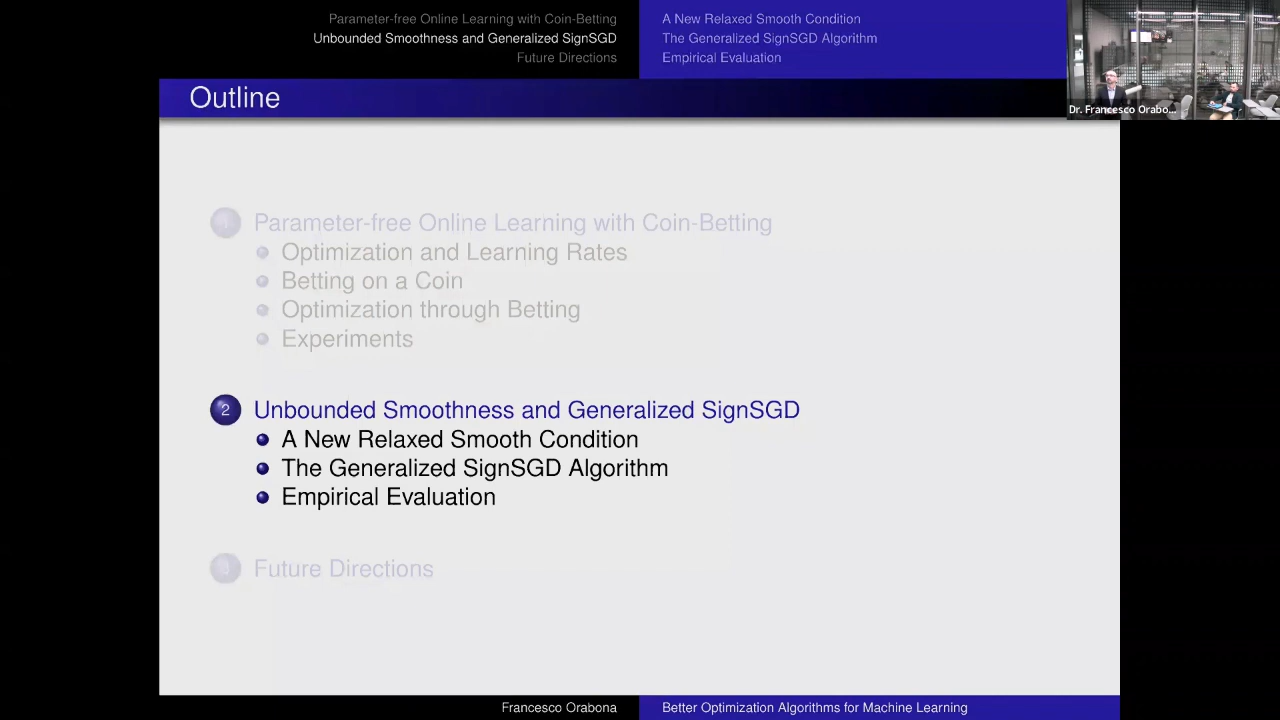 Parameter-free Online Learning with Coin-Betting
Unbounded Smoothness and Generalized SignSGD
Future Directions
A New Relaxed Smooth Condition
The Generalized SignSGD Algorithm
Empirical Evaluation
Dr. Francesco Orabo...
Outline
1 Parameter-free Online Learning with Coin-Betting
Optimization and Learning Rates
Betting on a Coin
Optimization through Betting
Experiments
2 Unbounded Smoothness and Generalized SignSGD
A New Relaxed Smooth Condition
The Generalized SignSGD Algorithm
Empirical Evaluation
3 Future Directions
Francesco Orabona
Better Optimization Algorithms for Machine Learning